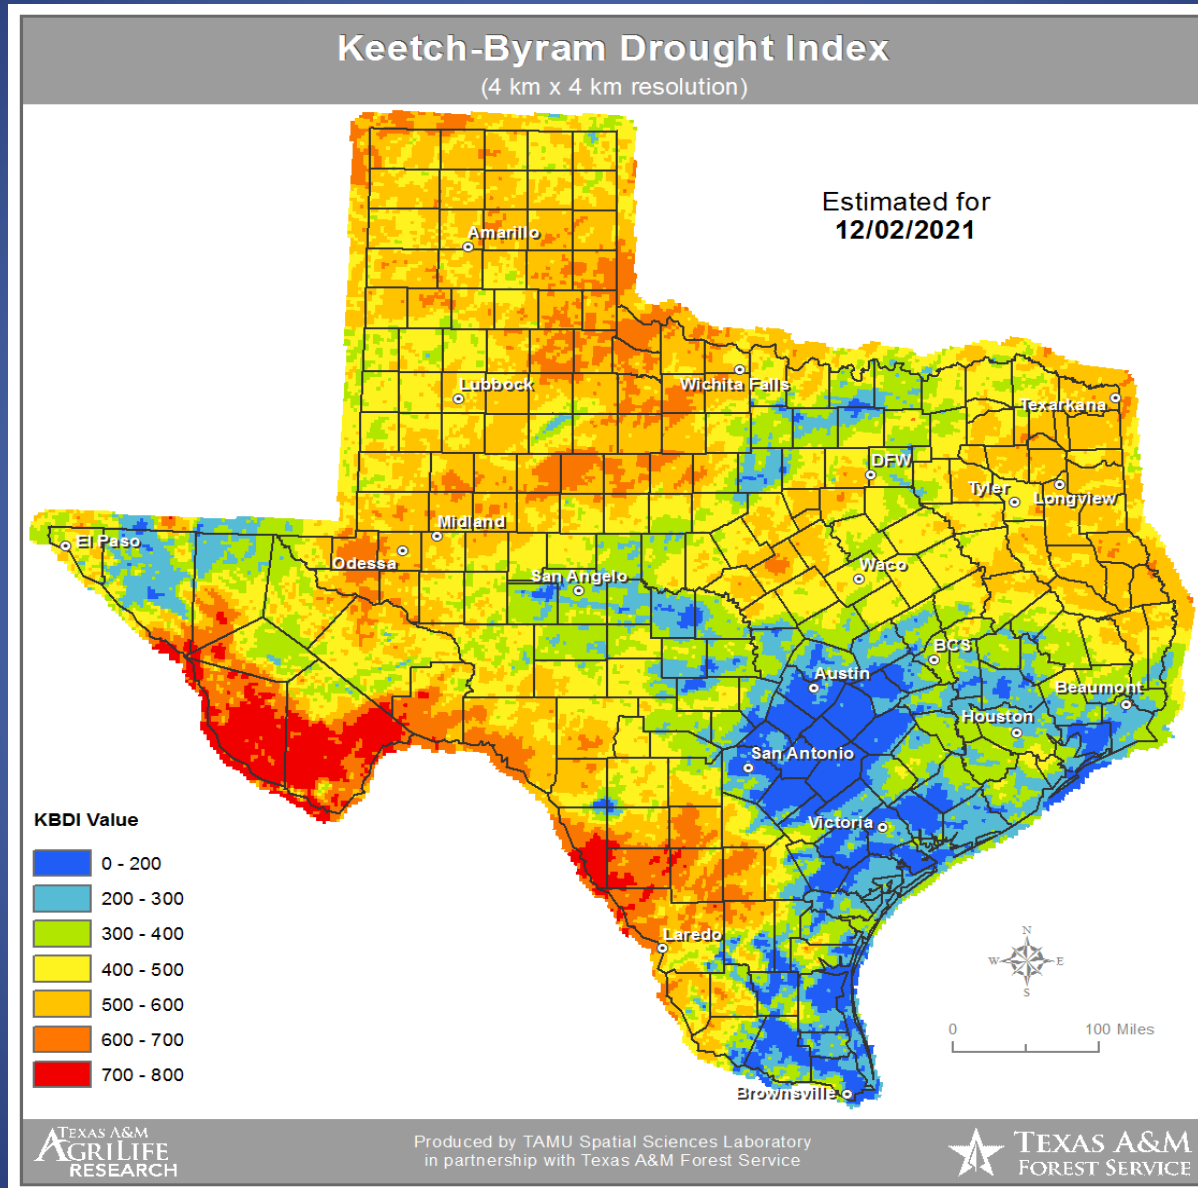 Keetch-Byram Drought Index
(4 km x 4 km resolution)
Estimated for
12/02/2021
Amarillo
Lubbock
Wichita Falls
Texarkana
DFW
Tyler
Longview
Midland
El Paso
Odessa
San Angelo
Waco
BCS
Austin
Beaumont
Houston
San Antonio
Victoria
Laredo
Brownsville
KBDI Value
0 - 200
200 - 300
300 - 400
400 - 500
500 - 600
600 - 700
700 - 800
N
W
E
S
0
100 Miles
TEXAS A&M
AGRILIFE
RESEARCH
Produced by TAMU Spatial Sciences Laboratory
in partnership with Texas A&M Forest Service
TEXAS A&M
FOREST SERVICE